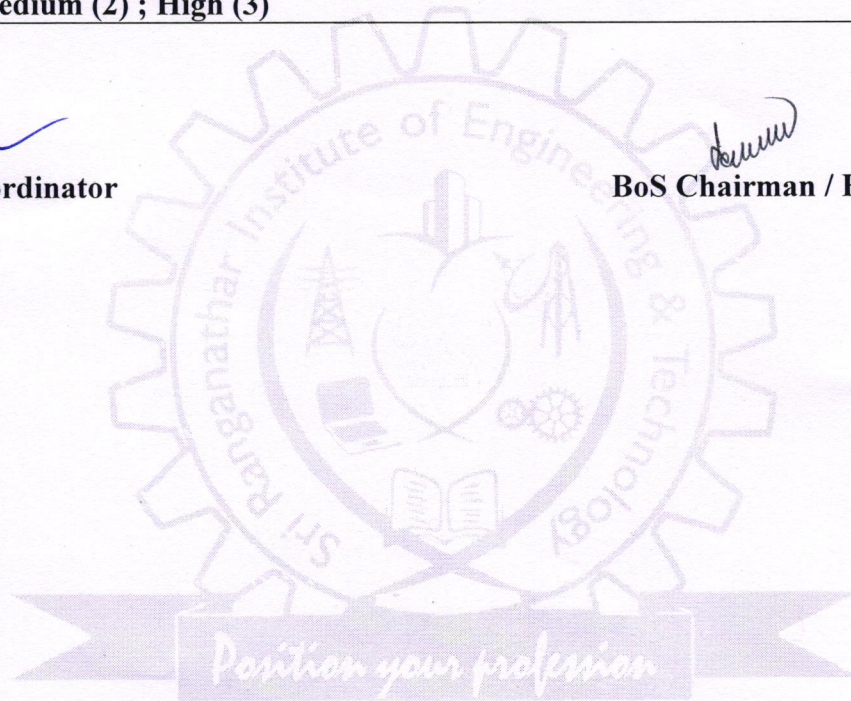 edium (2) ; High (3)
rdinator
BoS Chairman /
Sri Ranganathar Institute of Engineering & Technology
Position your profession